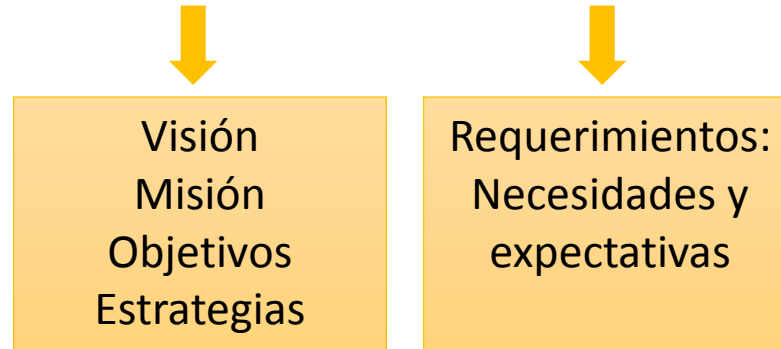 Visión
Misión
Objetivos
Estrategias
Requerimientos:
Necesidades y
expectativas